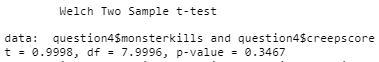 Welch Two Sample t-test
data: question4$monsterkills and question4$creepscore
t = 0.9998, df = 7.9996, p-value = 0.3467